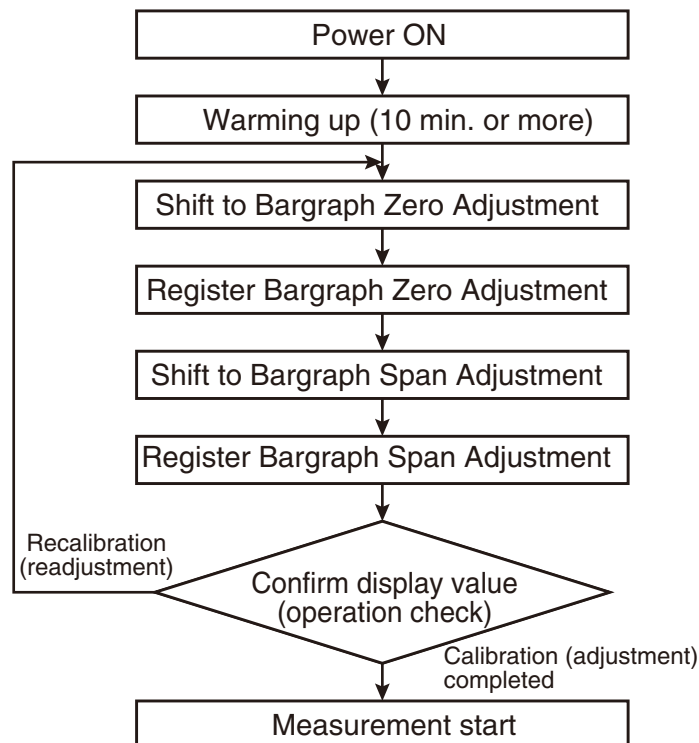 Power ON
Warming up (10 min. or more)
Shift to Bargraph Zero Adjustment
Register Bargraph Zero Adjustment
Shift to Bargraph Span Adjustment
Register Bargraph Span Adjustment
Recalibration
(readjustment)
Confirm display value
(operation check)
Calibration (adjustment)
completed
Measurement start